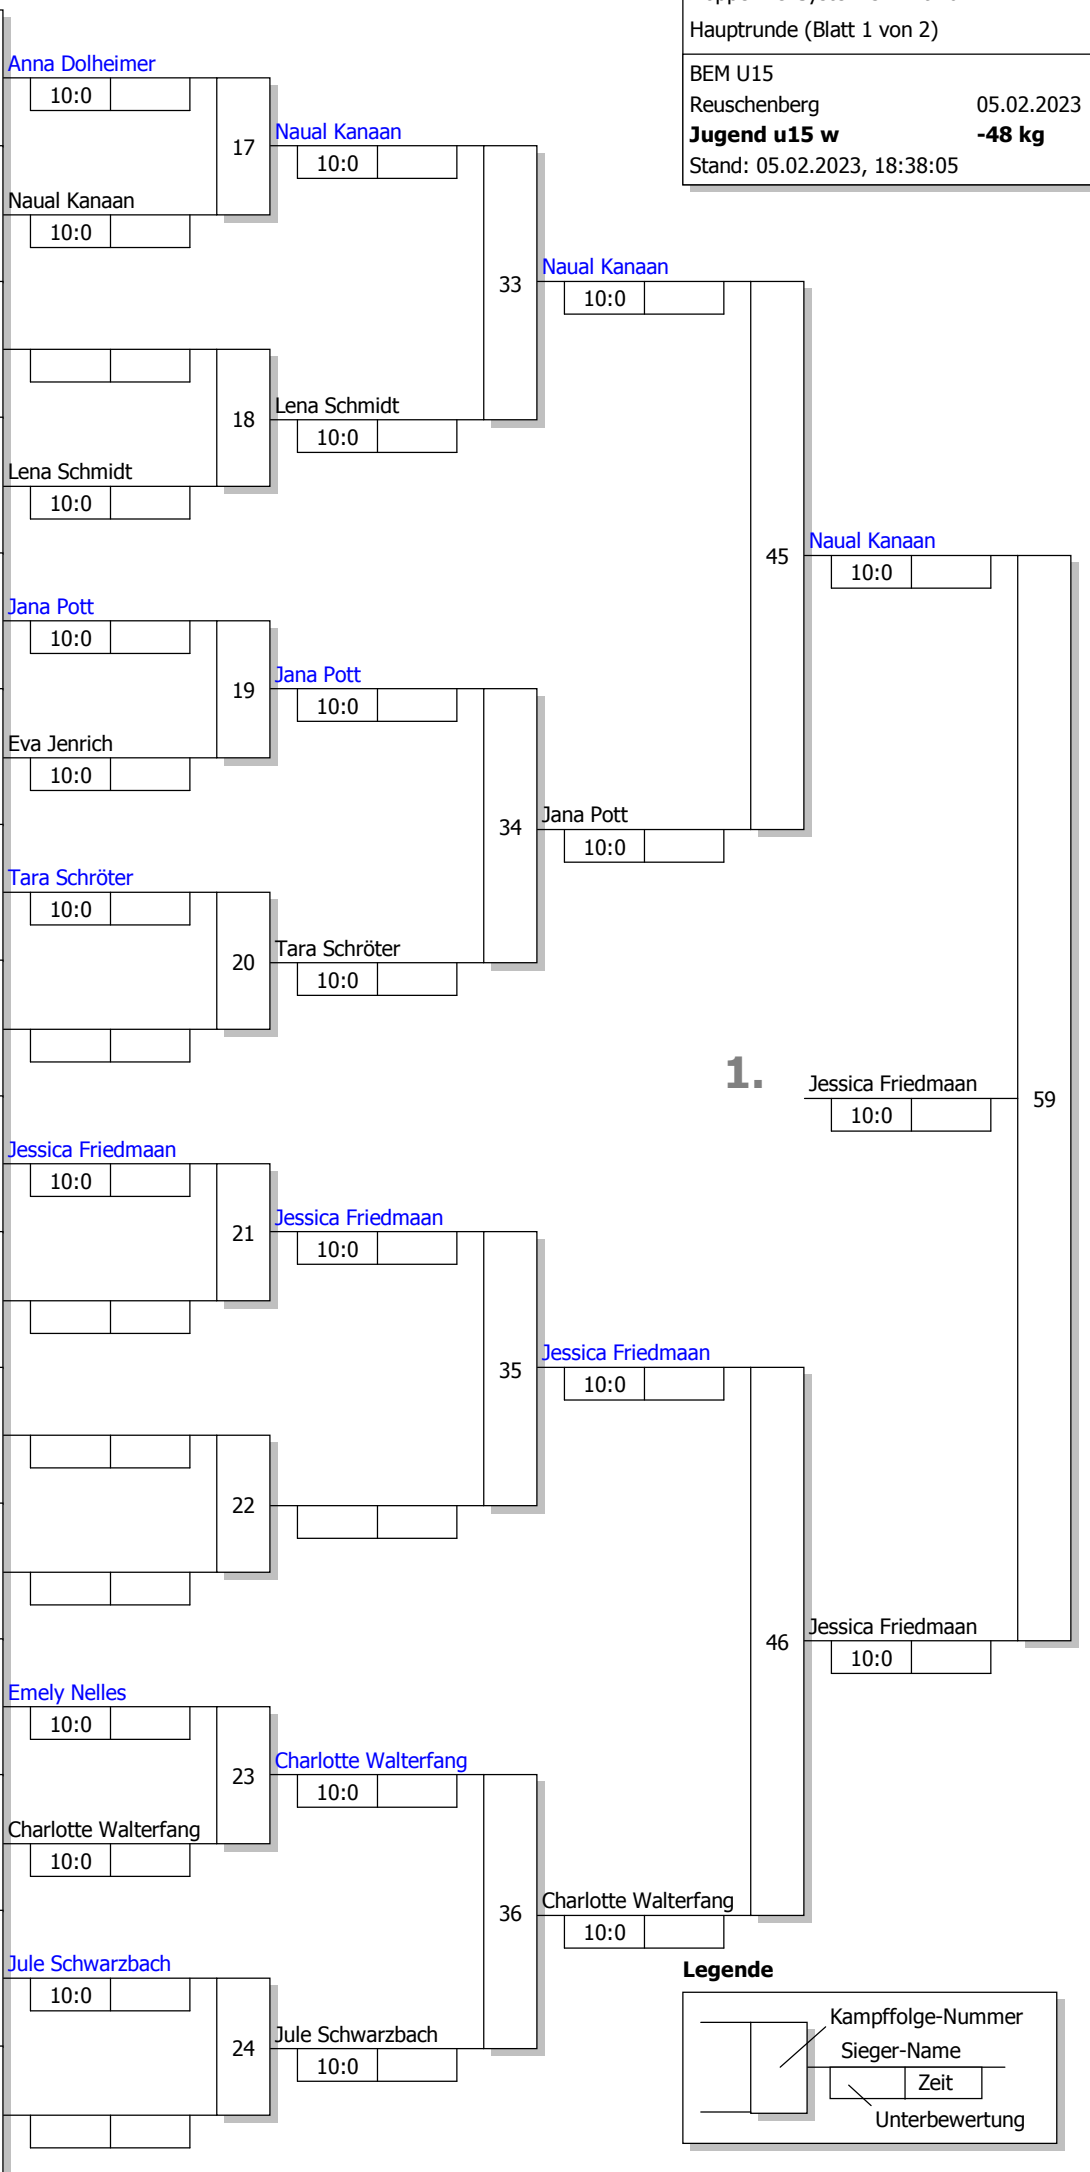 Hauptrunde (Blatt 1 von 2)
BEM U15
Reuschenberg 05.02.2023
Jugend u15 w -48 kg
Stand: 05.02.2023, 18:38:05
Anna Dolheimer
10:0
17
Naual Kanaan
10:0
Naual Kanaan
10:0
33
Naual Kanaan
10:0
18
Lena Schmidt
10:0
Lena Schmidt
10:0
45
Naual Kanaan
10:0
Jana Pott
10:0
19
Jana Pott
10:0
Eva Jenrich
10:0
34
Jana Pott
10:0
Tara Schröter
10:0
20
Tara Schröter
10:0
1.
Jessica Friedmaan
10:0
59
Jessica Friedmaan
10:0
21
Jessica Friedmaan
10:0
35
Jessica Friedmaan
10:0
22
46
Jessica Friedmaan
10:0
Emely Nelles
10:0
23
Charlotte Walterfang
10:0
Charlotte Walterfang
10:0
36
Charlotte Walterfang
10:0
Jule Schwarzbach
10:0
24
Jule Schwarzbach
10:0
Legende
Kampffolge-Nummer
Sieger-Name
Zeit
Unterbewertung